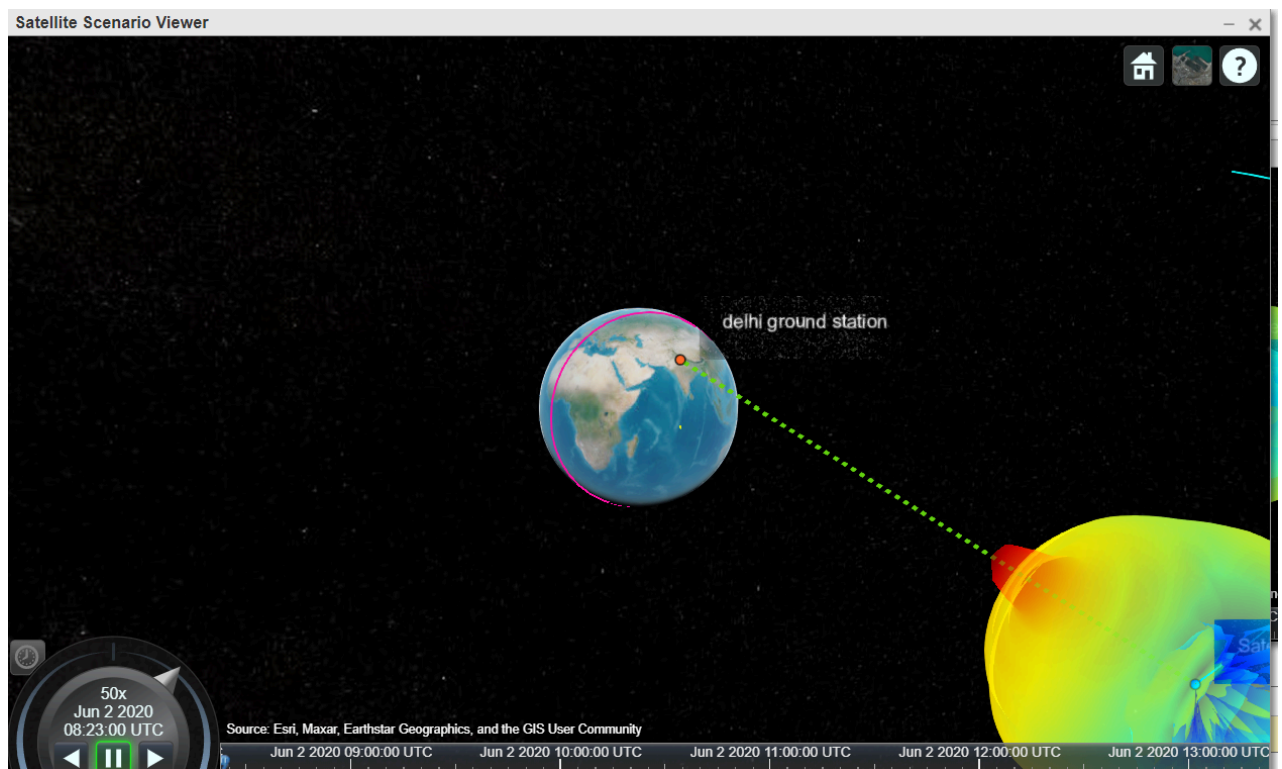 Satellite Scenario Viewer
?
delhi ground station
50x
Jun 2 2020
08:23:00 UTC
Source: Esri, Maxar, Earthstar Geographics, and the GIS User Community
Jun 2 2020 09:00:00 UTC Jun 2 2020 10:00:00 UTC Jun 2 2020 11:00:00 UTC Jun 2 2020 12:00:00 UTC Jun 2 2020 13:00:00 UTC